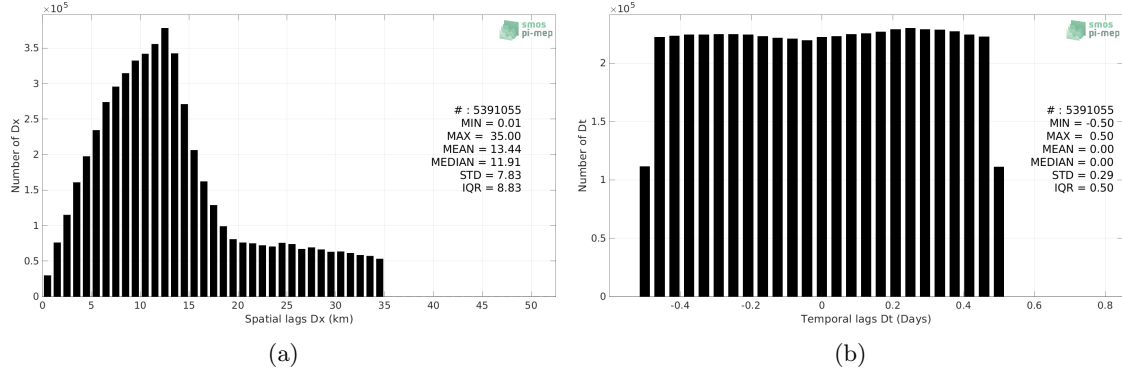 ×10⁵
3.5
3
2.5
2
1.5
1
0.5
0
Number of Dx
smos
pi-mep
# : 5391055
MIN = 0.01
MAX = 35.00
MEAN = 13.44
MEDIAN = 11.91
STD = 7.83
IQR = 8.83
0 5 10 15 20 25 30 35 40 45 50
Spatial lags Dx (km)
(a)
×10⁵
2
1.5
1
0.5
0
Number of Dt
smos
pi-mep
# : 5391055
MIN = -0.50
MAX = 0.50
MEAN = 0.00
MEDIAN = 0.00
STD = 0.29
IQR = 0.50
-0.4 -0.2 0 0.2 0.4 0.6 0.8
Temporal lags Dt (Days)
(b)